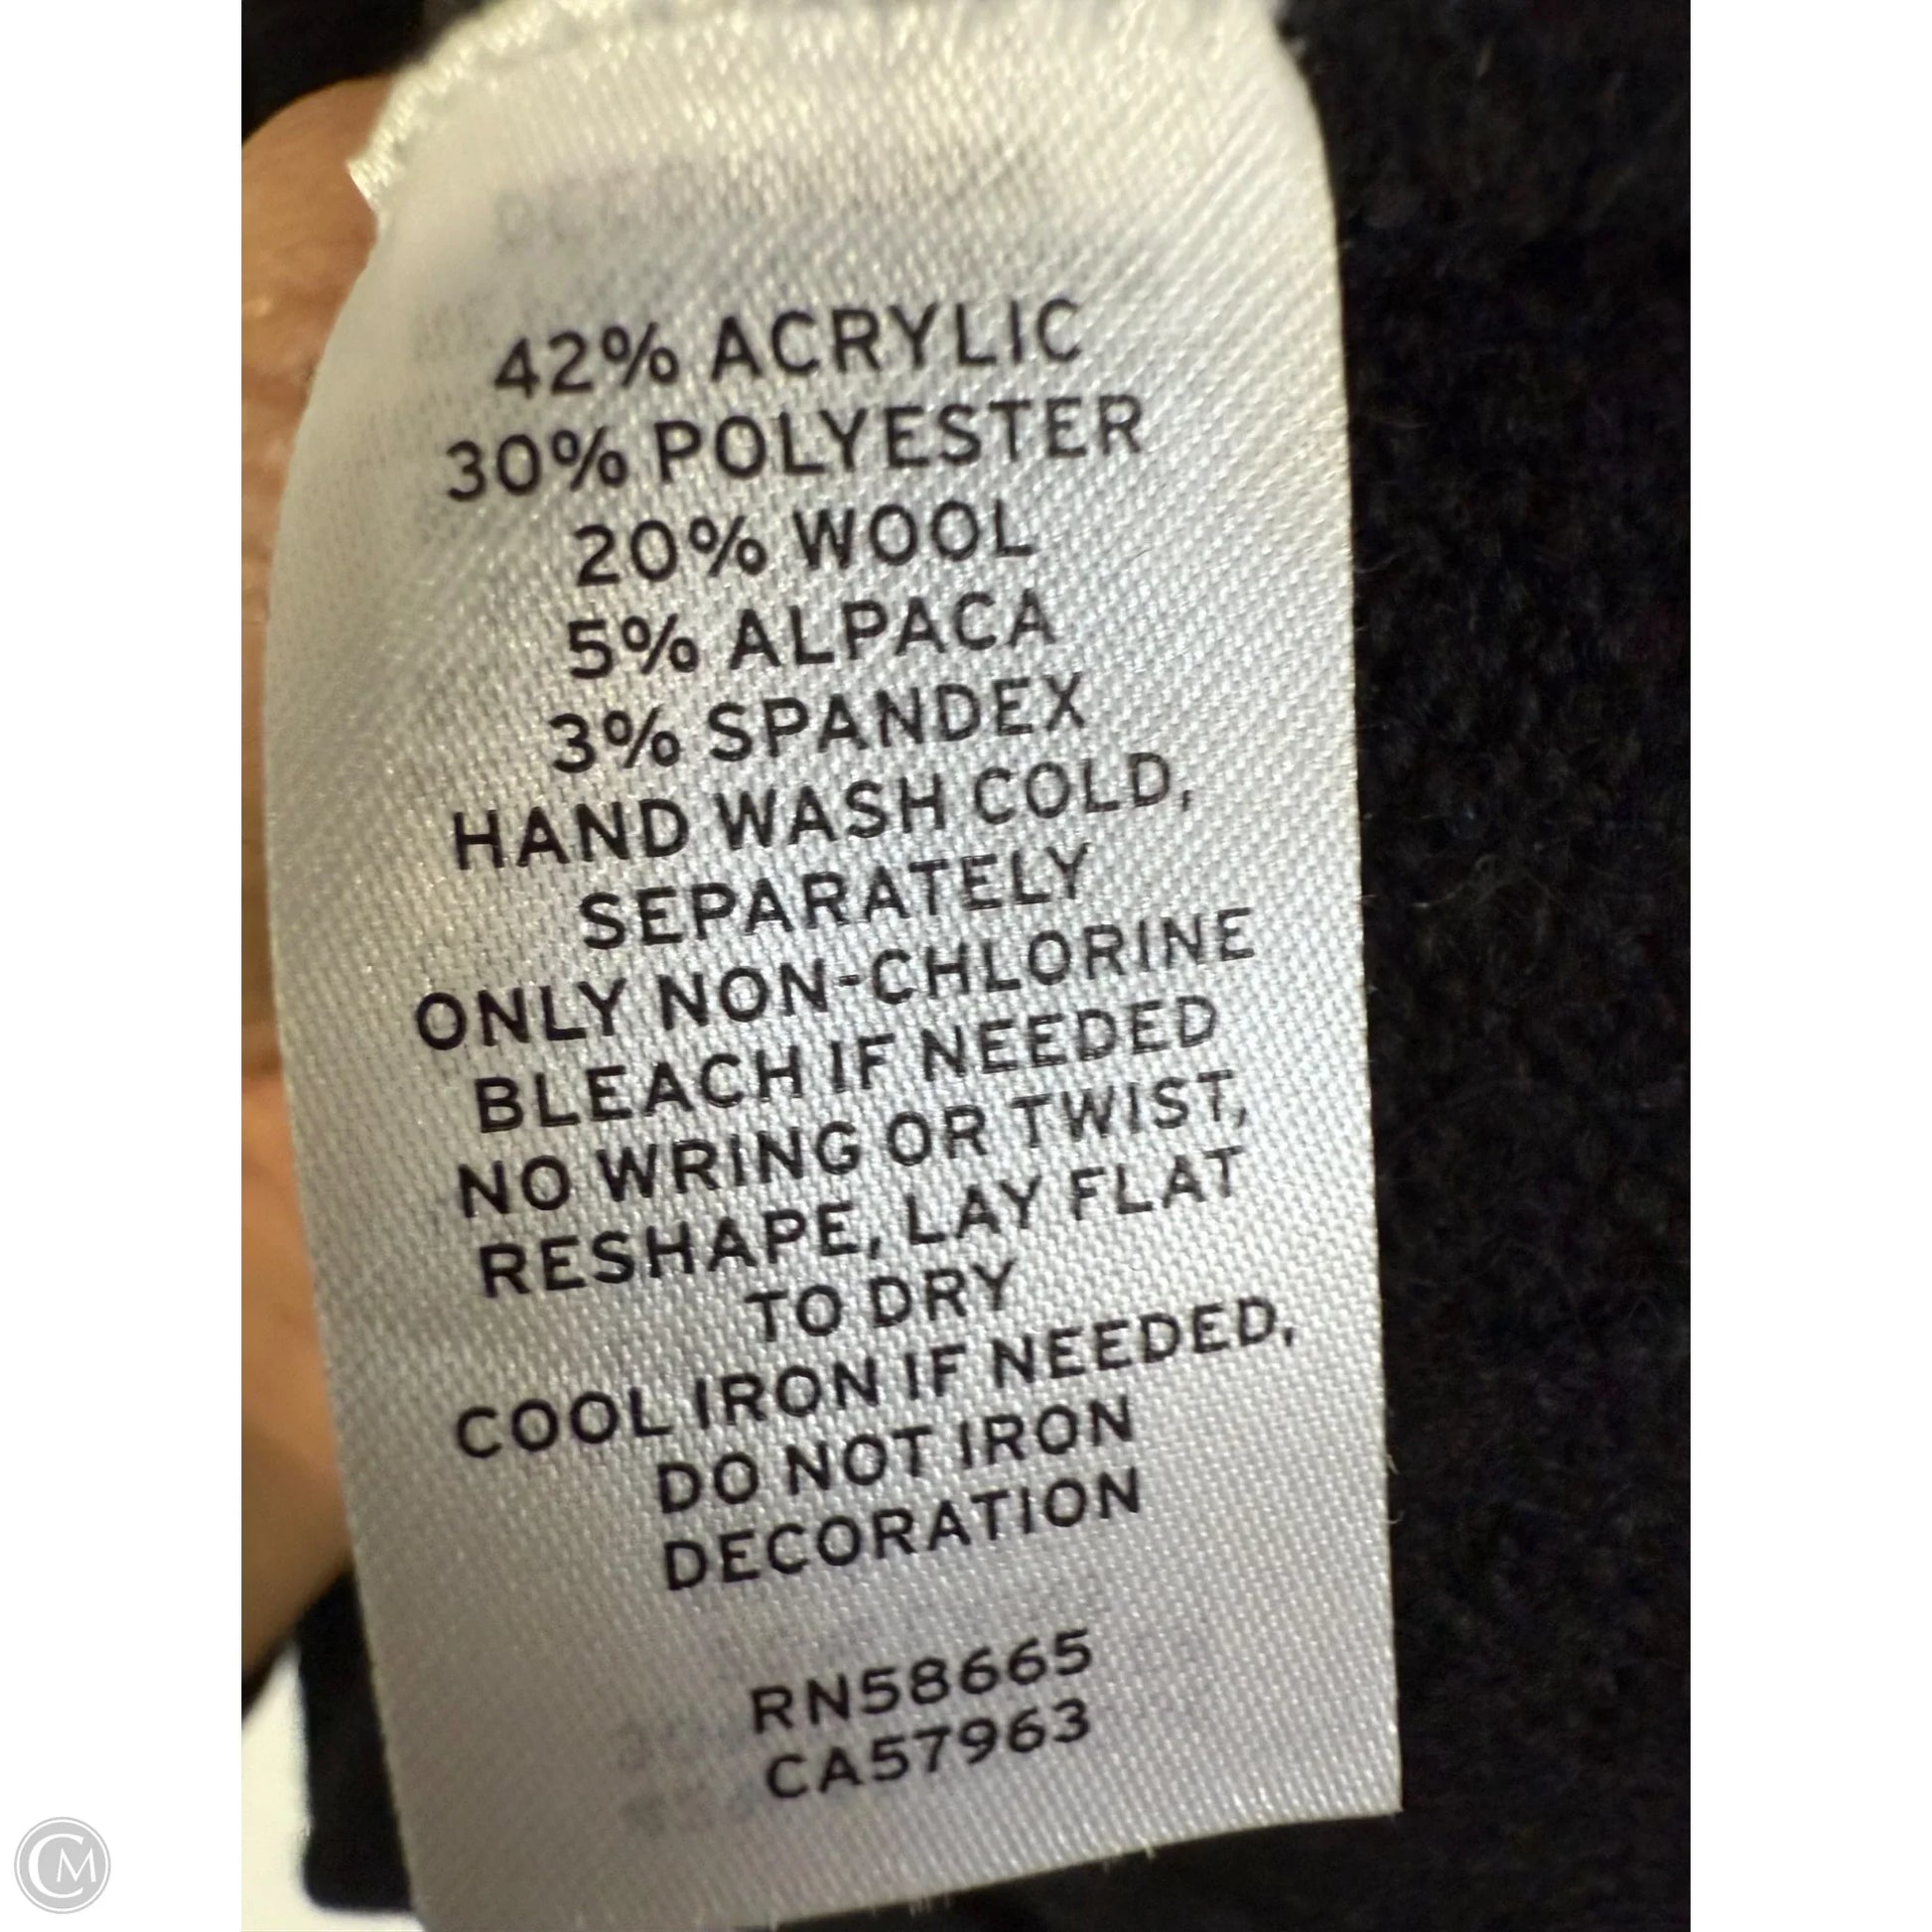 42% ACRYLIC
30% POLYESTER
20% WOOL
5% ALPACA
3% SPANDEX
HAND WASH COLD,
SEPARATELY
ONLY NON-CHLORINE
BLEACH IF NEEDED
NO WRING OR TWIST,
RESHAPE, LAY FLAT
TO DRY
COOL IRON IF NEEDED,
DO NOT IRON
DECORATION
RN58665
CA57963
CM